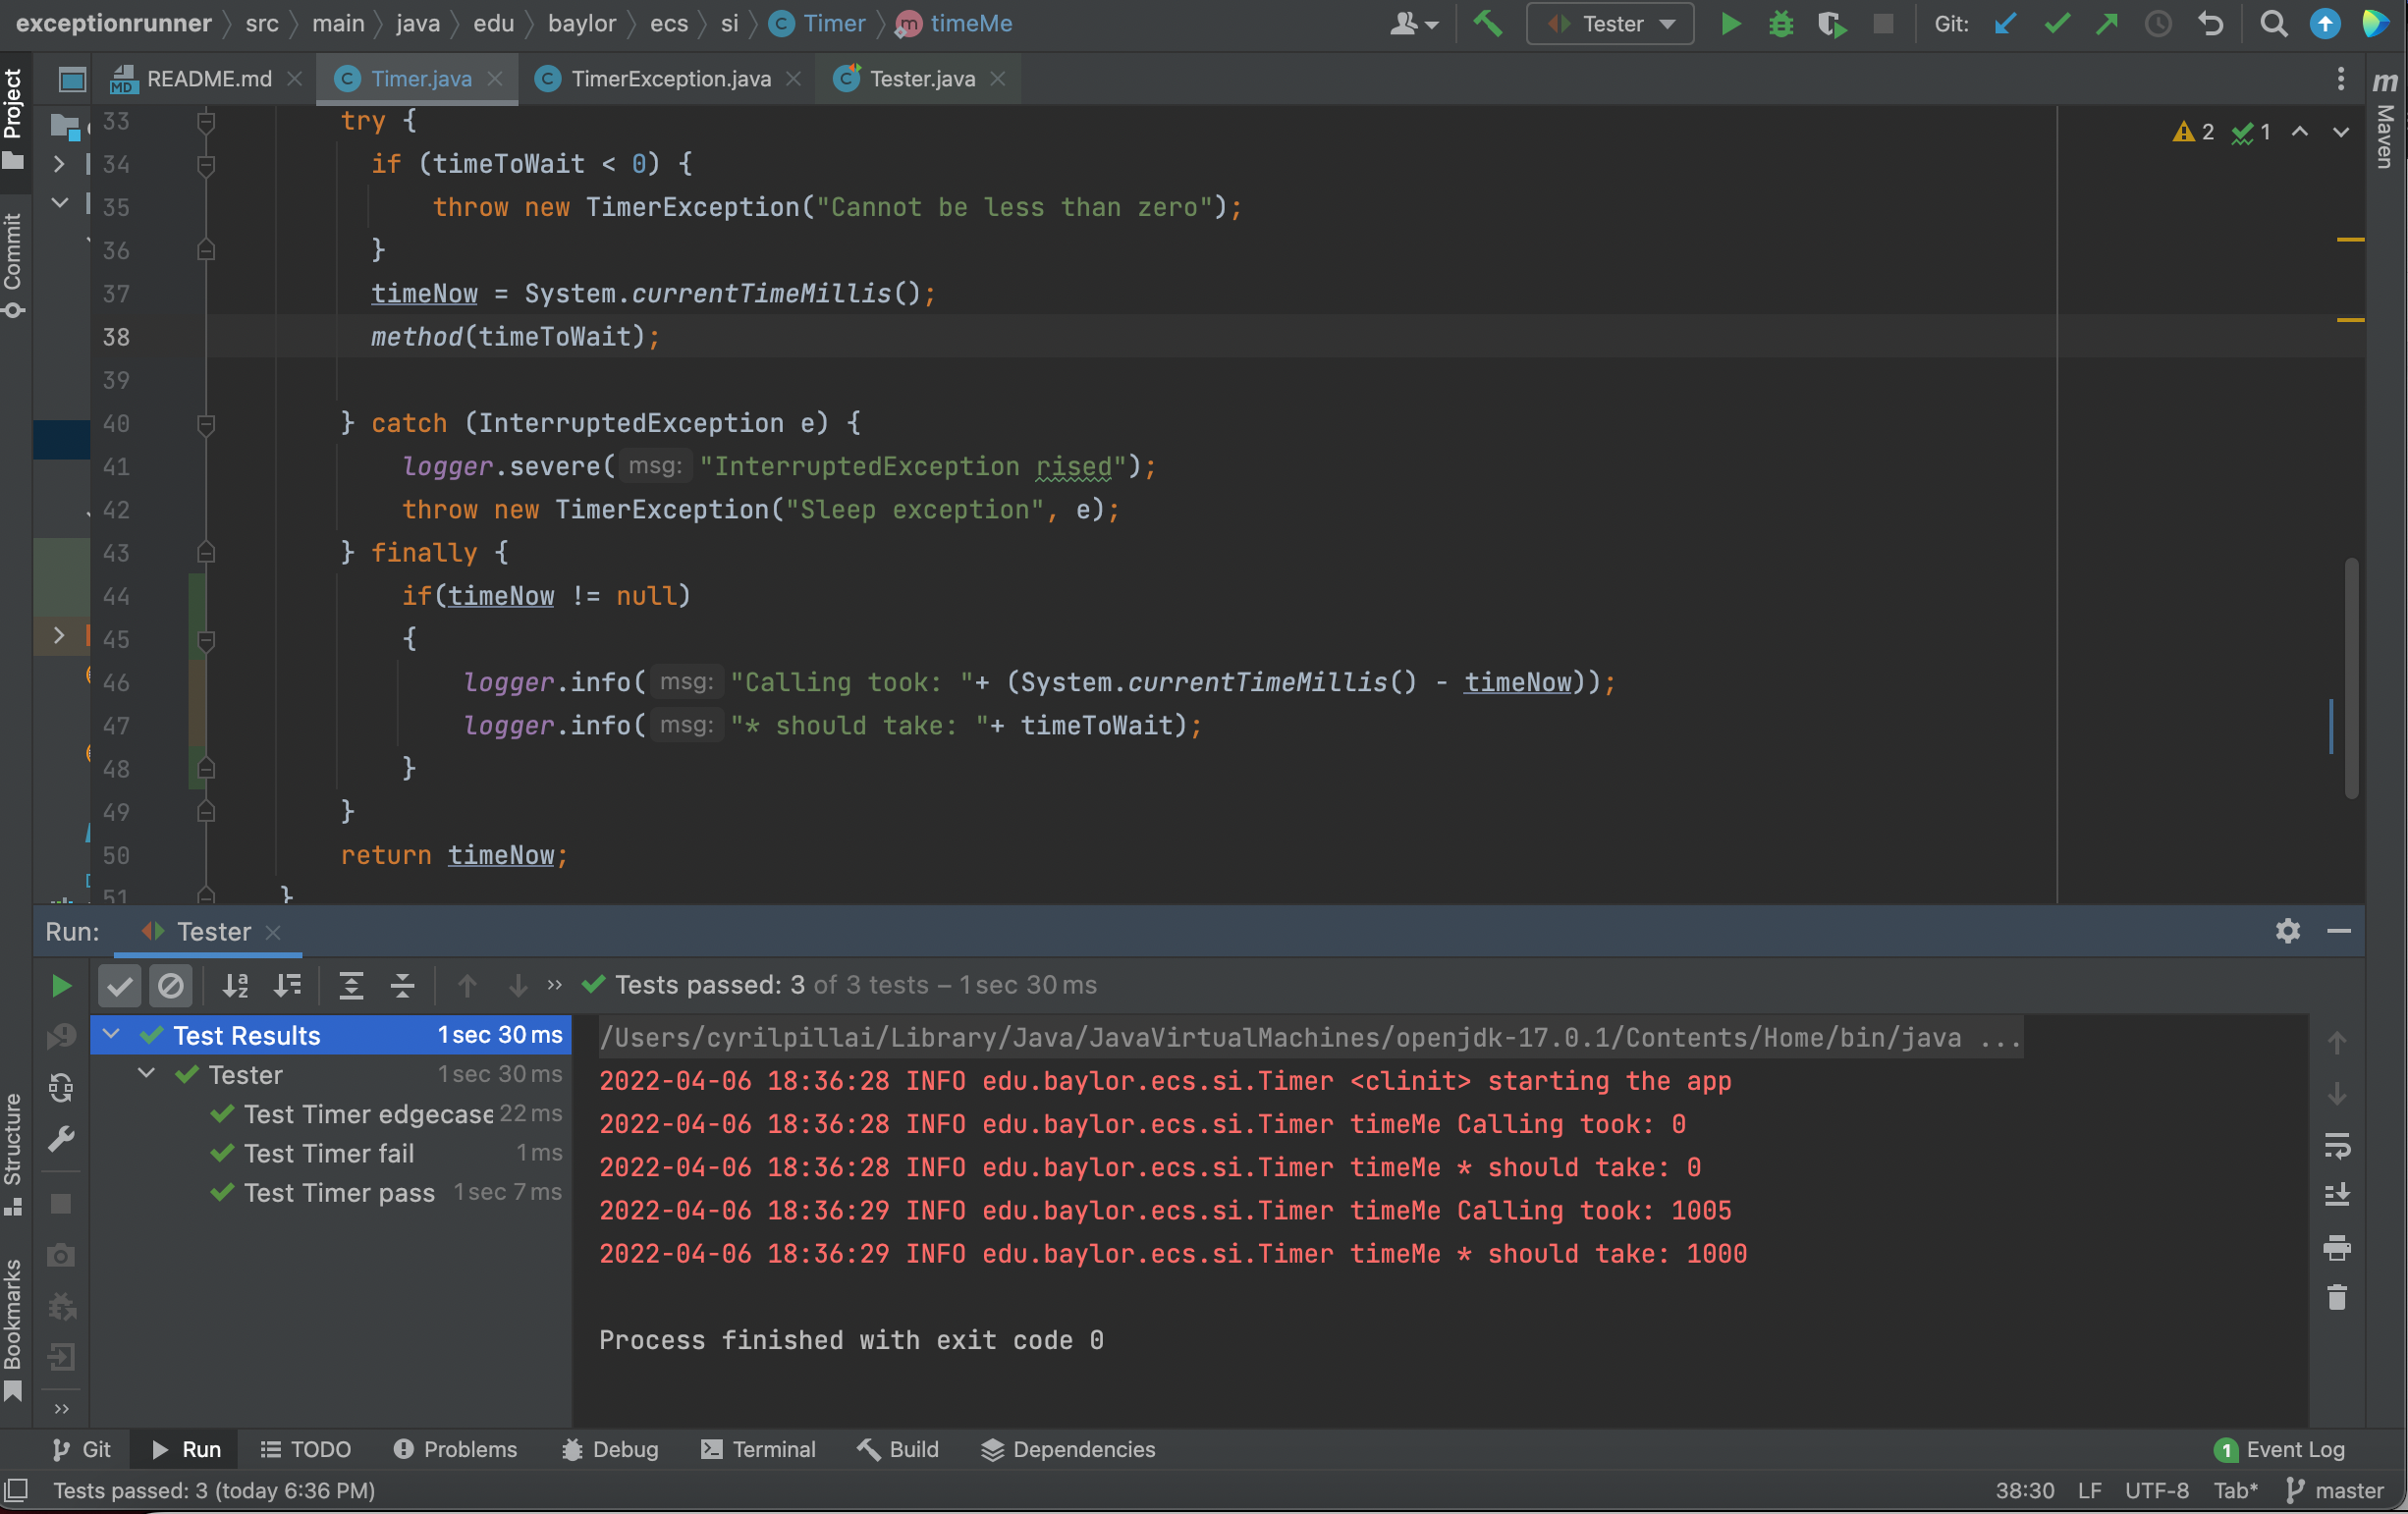 exceptionrunner src main java edu baylor ecs si Timer timeMe
Tester Git:
README.md Timer.java TimerException.java Tester.java
Project
Commit
Structure
Bookmarks
Maven
2 1
33 try {
34 if (timeToWait < 0) {
35 throw new TimerException("Cannot be less than zero");
36 }
37 timeNow = System.currentTimeMillis();
38 method(timeToWait);
39
40 } catch (InterruptedException e) {
41 logger.severe( msg: "InterruptedException rised");
42 throw new TimerException("Sleep exception", e);
43 } finally {
44 if(timeNow != null)
45 {
46 logger.info( msg: "Calling took: "+ (System.currentTimeMillis() - timeNow));
47 logger.info( msg: "* should take: "+ timeToWait);
48 }
49 }
50 return timeNow;
51 }
Run: Tester
Tests passed: 3 of 3 tests – 1 sec 30 ms
Test Results 1 sec 30 ms
Tester 1 sec 30 ms
Test Timer edgecase 22 ms
Test Timer fail 1 ms
Test Timer pass 1 sec 7 ms
/Users/cyrilpillai/Library/Java/JavaVirtualMachines/openjdk-17.0.1/Contents/Home/bin/java ...
2022-04-06 18:36:28 INFO edu.baylor.ecs.si.Timer <clinit> starting the app
2022-04-06 18:36:28 INFO edu.baylor.ecs.si.Timer timeMe Calling took: 0
2022-04-06 18:36:28 INFO edu.baylor.ecs.si.Timer timeMe * should take: 0
2022-04-06 18:36:29 INFO edu.baylor.ecs.si.Timer timeMe Calling took: 1005
2022-04-06 18:36:29 INFO edu.baylor.ecs.si.Timer timeMe * should take: 1000
Process finished with exit code 0
Git Run TODO Problems Debug Terminal Build Dependencies 1 Event Log
Tests passed: 3 (today 6:36 PM) 38:30 LF UTF-8 Tab* master